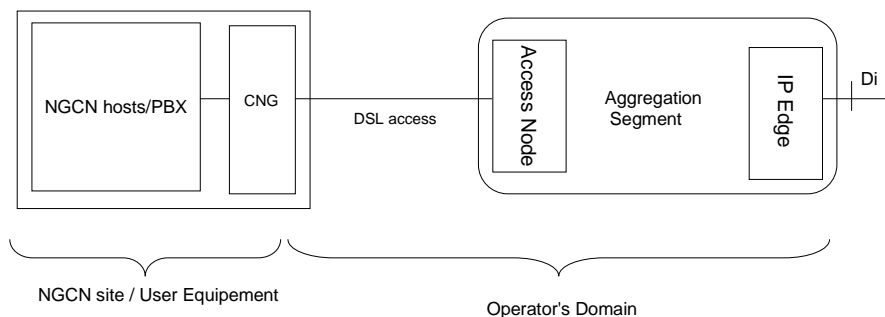 NGCN hosts/PBX
CNG
DSL access
Access Node
Aggregation
Segment
IP Edge
Di
NGCN site / User Equipement
Operator's Domain